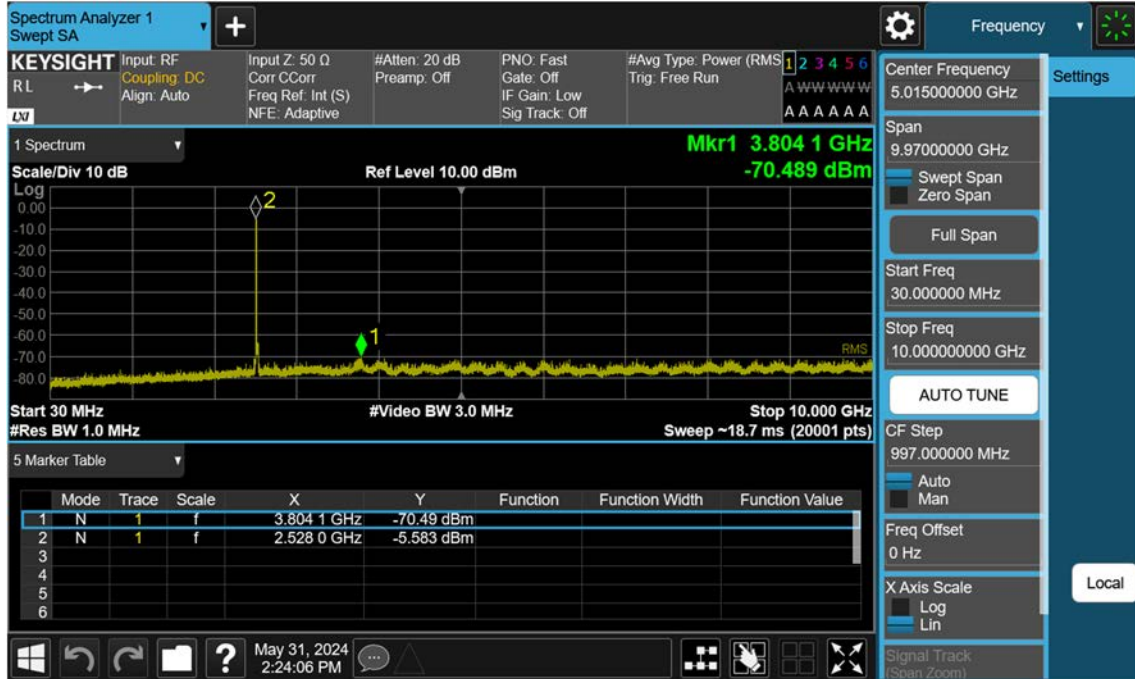 Spectrum Analyzer 1
Swept SA
Frequency
KEYSIGHT
R L
LXI
Input: RF
Coupling: DC
Align: Auto
Input Z: 50 Ω
Corr CCorr
Freq Ref: Int (S)
NFE: Adaptive
#Atten: 20 dB
Preamp: Off
PNO: Fast
Gate: Off
IF Gain: Low
Sig Track: Off
#Avg Type: Power (RMS
Trig: Free Run
1 2 3 4 5 6
A W W W W W
A A A A A A
1 Spectrum
Scale/Div 10 dB
Ref Level 10.00 dBm
Mkr1 3.804 1 GHz
-70.489 dBm
Log
0.00
-10.0
-20.0
-30.0
-40.0
-50.0
-60.0
-70.0
-80.0
2
1
RMS
Start 30 MHz
#Video BW 3.0 MHz
Stop 10.000 GHz
#Res BW 1.0 MHz
Sweep ~18.7 ms (20001 pts)
5 Marker Table
Mode Trace Scale X Y Function Function Width Function Value
1 N 1 f 3.804 1 GHz -70.49 dBm
2 N 1 f 2.528 0 GHz -5.583 dBm
3
4
5
6
Center Frequency
5.015000000 GHz
Settings
Span
9.97000000 GHz
Swept Span
Zero Span
Full Span
Start Freq
30.000000 MHz
Stop Freq
10.000000000 GHz
AUTO TUNE
CF Step
997.000000 MHz
Auto
Man
Freq Offset
0 Hz
X Axis Scale
Log
Lin
Local
Signal Track
(Span Zoom)
?
May 31, 2024
2:24:06 PM